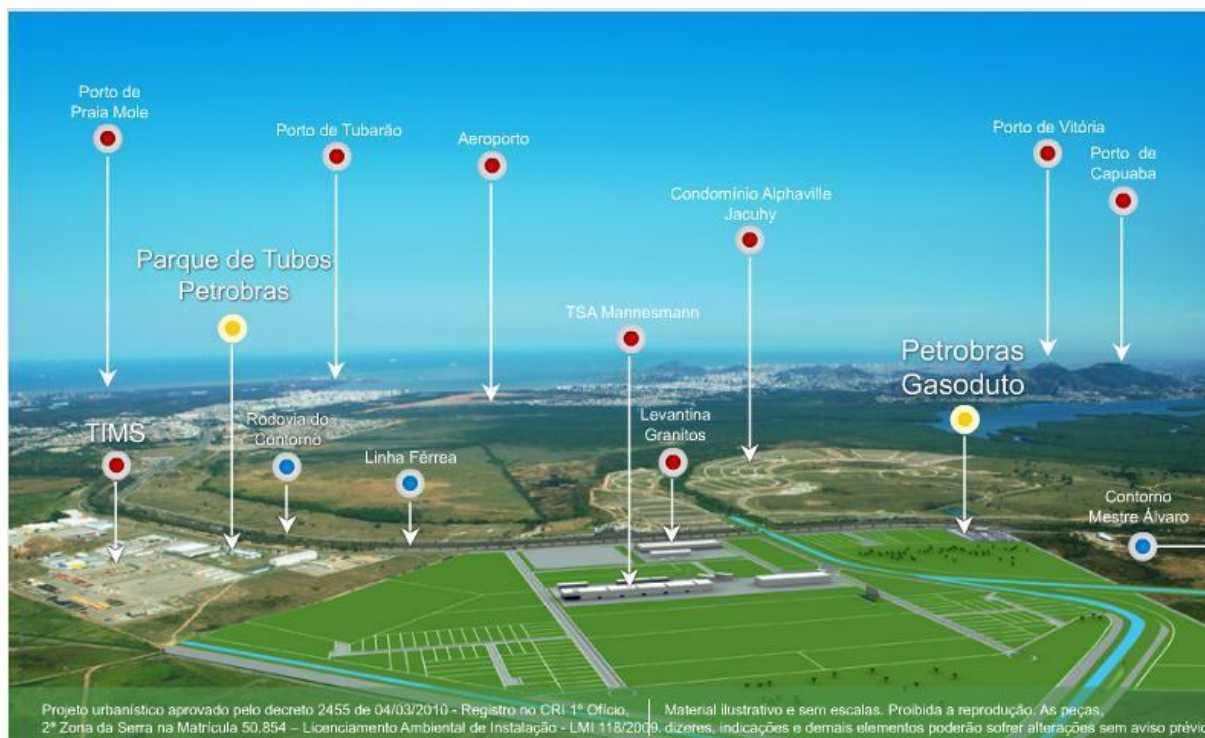 Porto de
Praia Mole
Porto de Tubarão
Aeroporto
Porto de Vitória
Porto de
Capuaba
Condomínio Alphaville
Jacuhy
Parque de Tubos
Petrobras
TSA Mannesmann
Petrobras
Gasoduto
TIMS
Rodovia do
Contorno
Linha Férrea
Levantina
Granitos
Contorno
Mestre Álvaro
Projeto urbanístico aprovado pelo decreto 2455 de 04/03/2010 - Registro no CRI 1º Ofício,
2ª Zona da Serra na Matrícula 50.854 – Licenciamento Ambiental de Instalação - LMI 118/2009.
Material ilustrativo e sem escalas. Proibida a reprodução. As peças,
dizeres, indicações e demais elementos poderão sofrer alterações sem aviso prévio